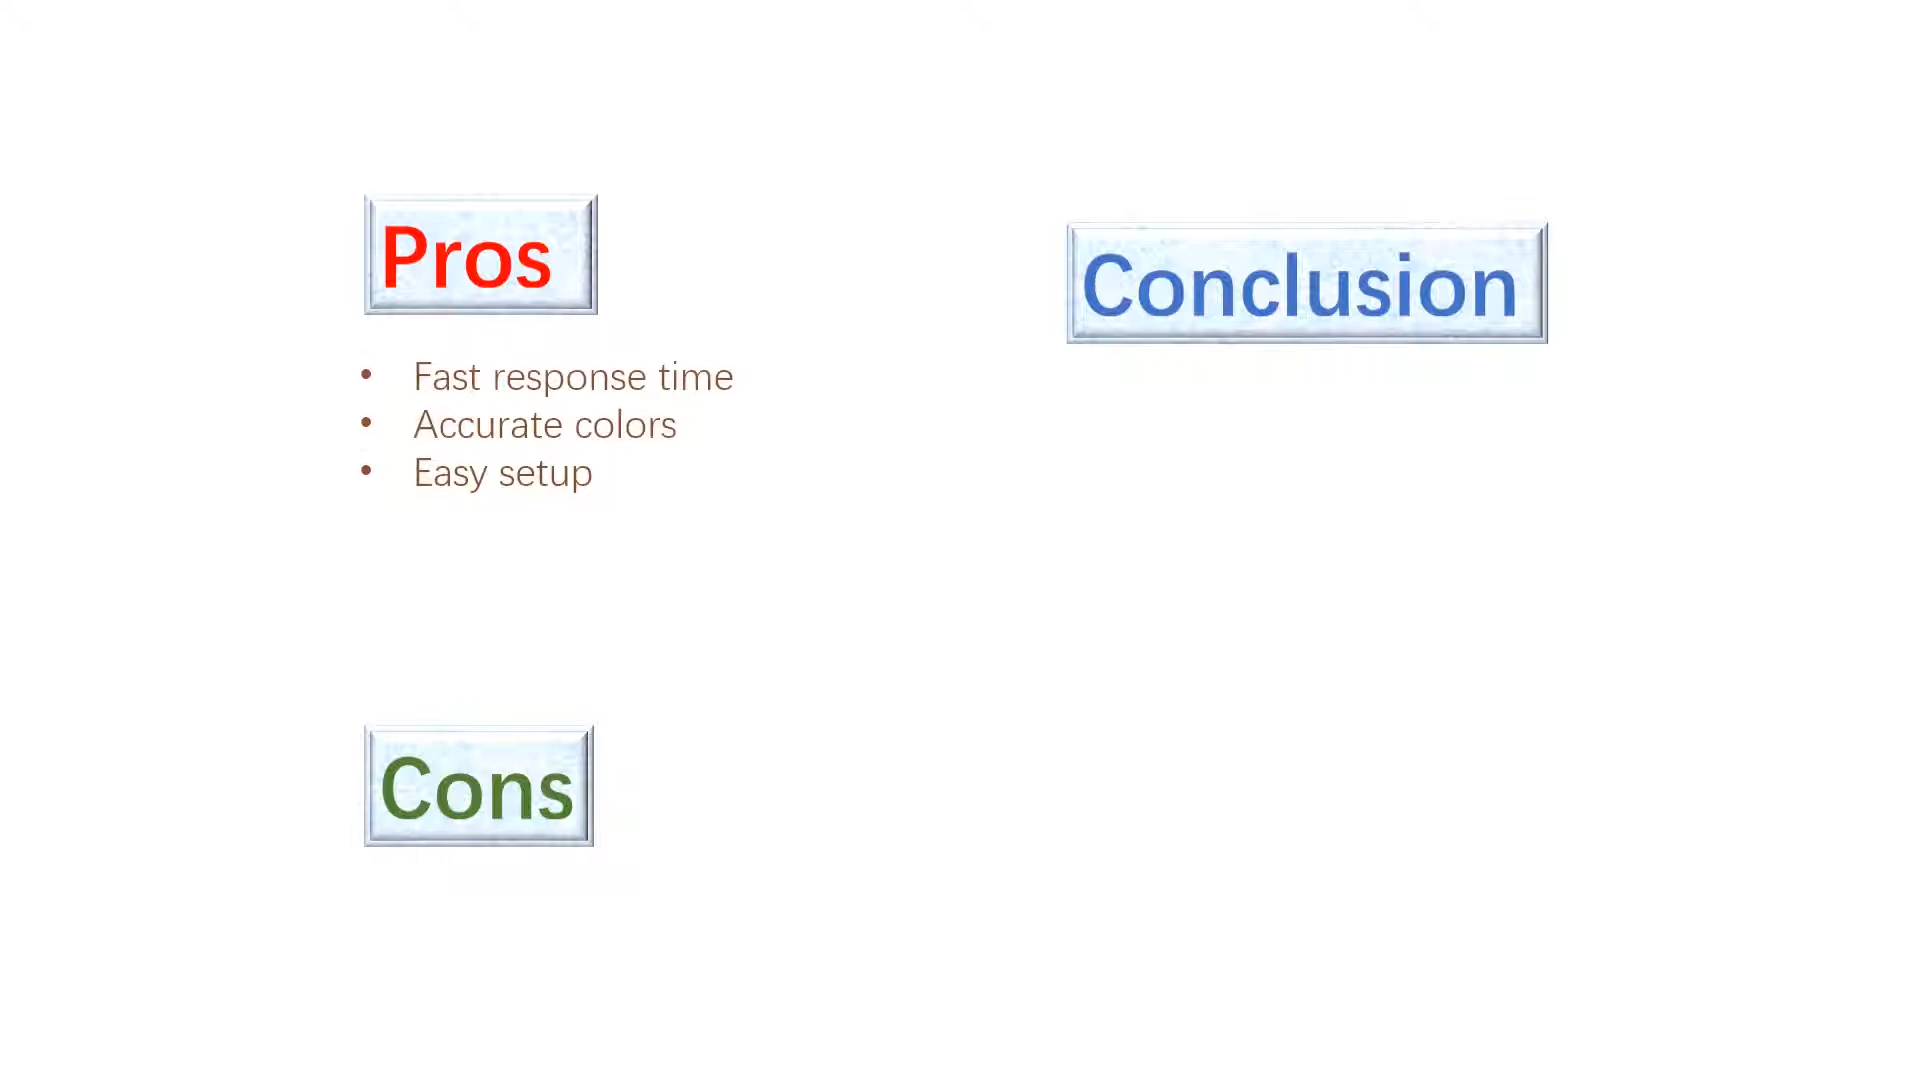 Pros
• Fast response time
• Accurate colors
• Easy setup
Cons
Conclusion